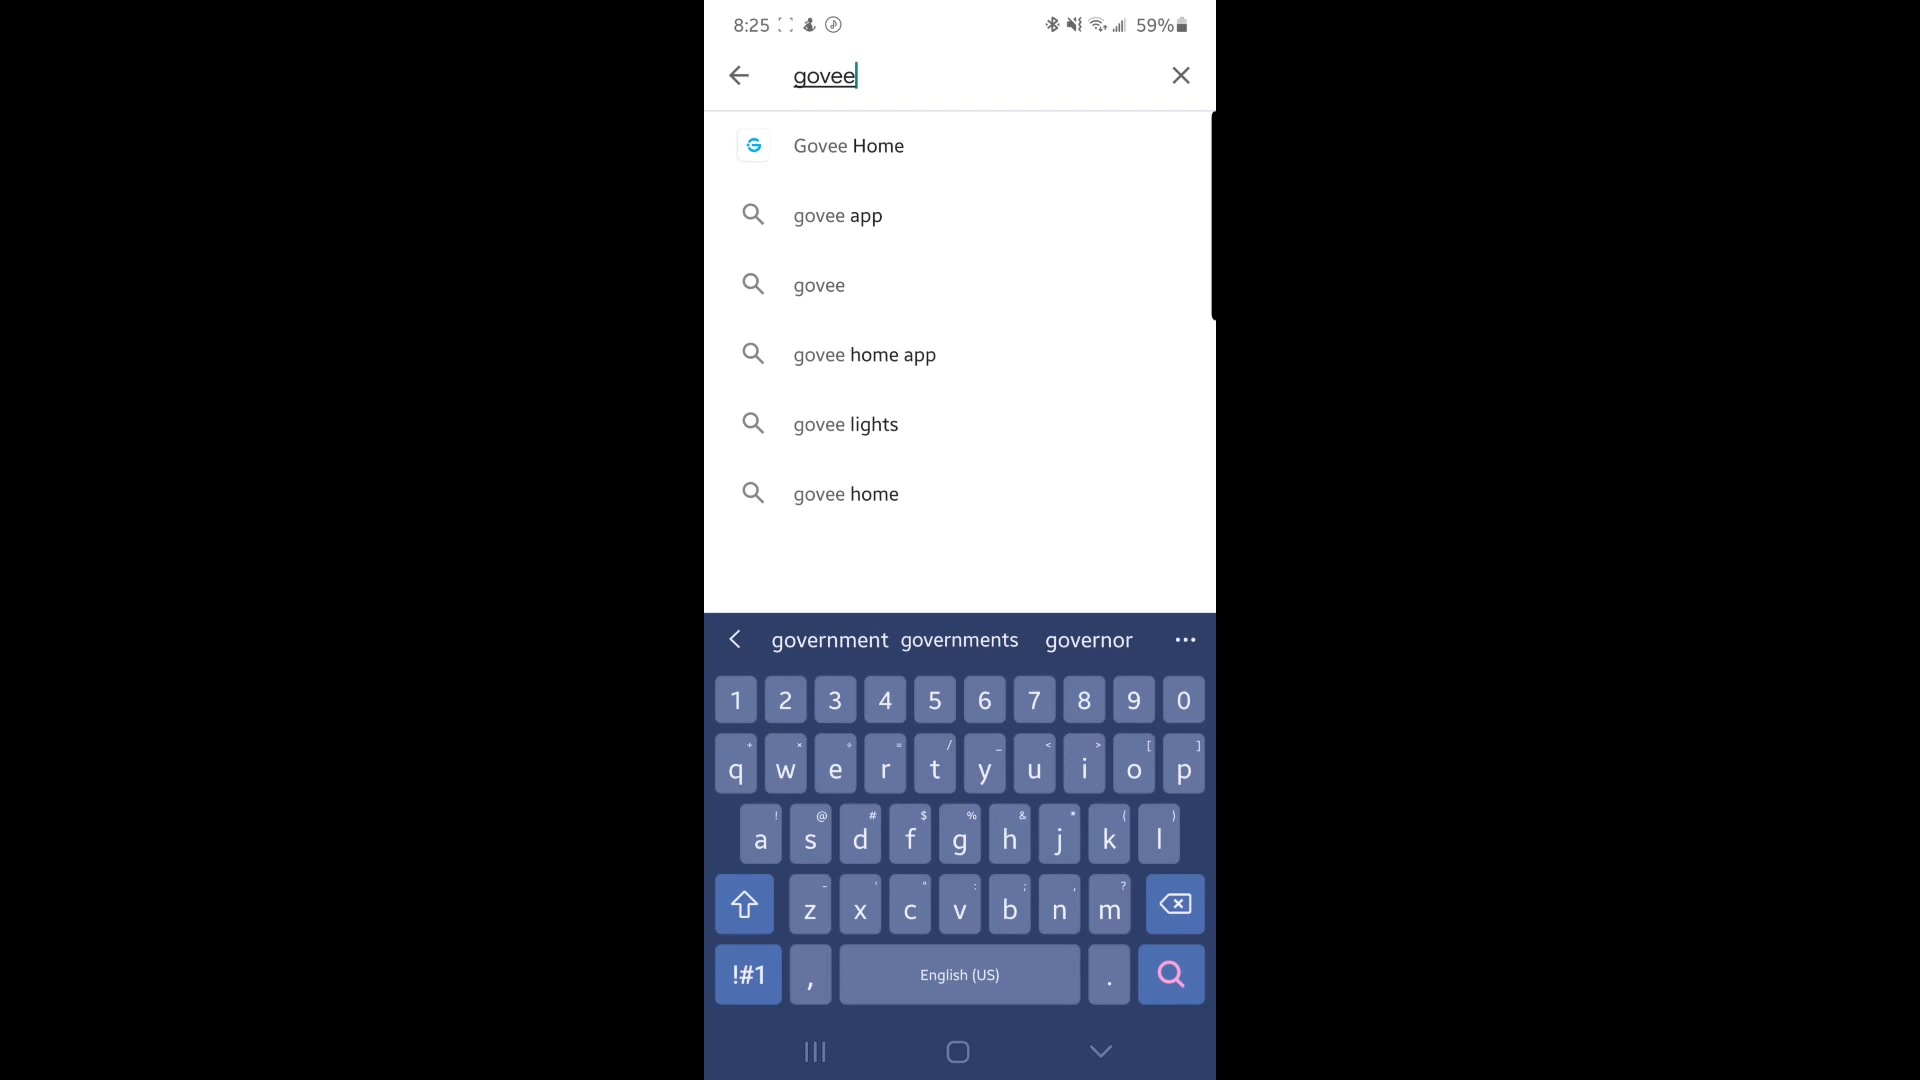 8:25 59%
govee
Govee Home
govee app
govee
govee home app
govee lights
govee home
government governments governor
1 2 3 4 5 6 7 8 9 0
+ × ÷ = / _ < > [ ]
q w e r t y u i o p
! @ # $ % & * ( )
a s d f g h j k l
- ' " : ; , ?
z x c v b n m
!#1 , English (US) .